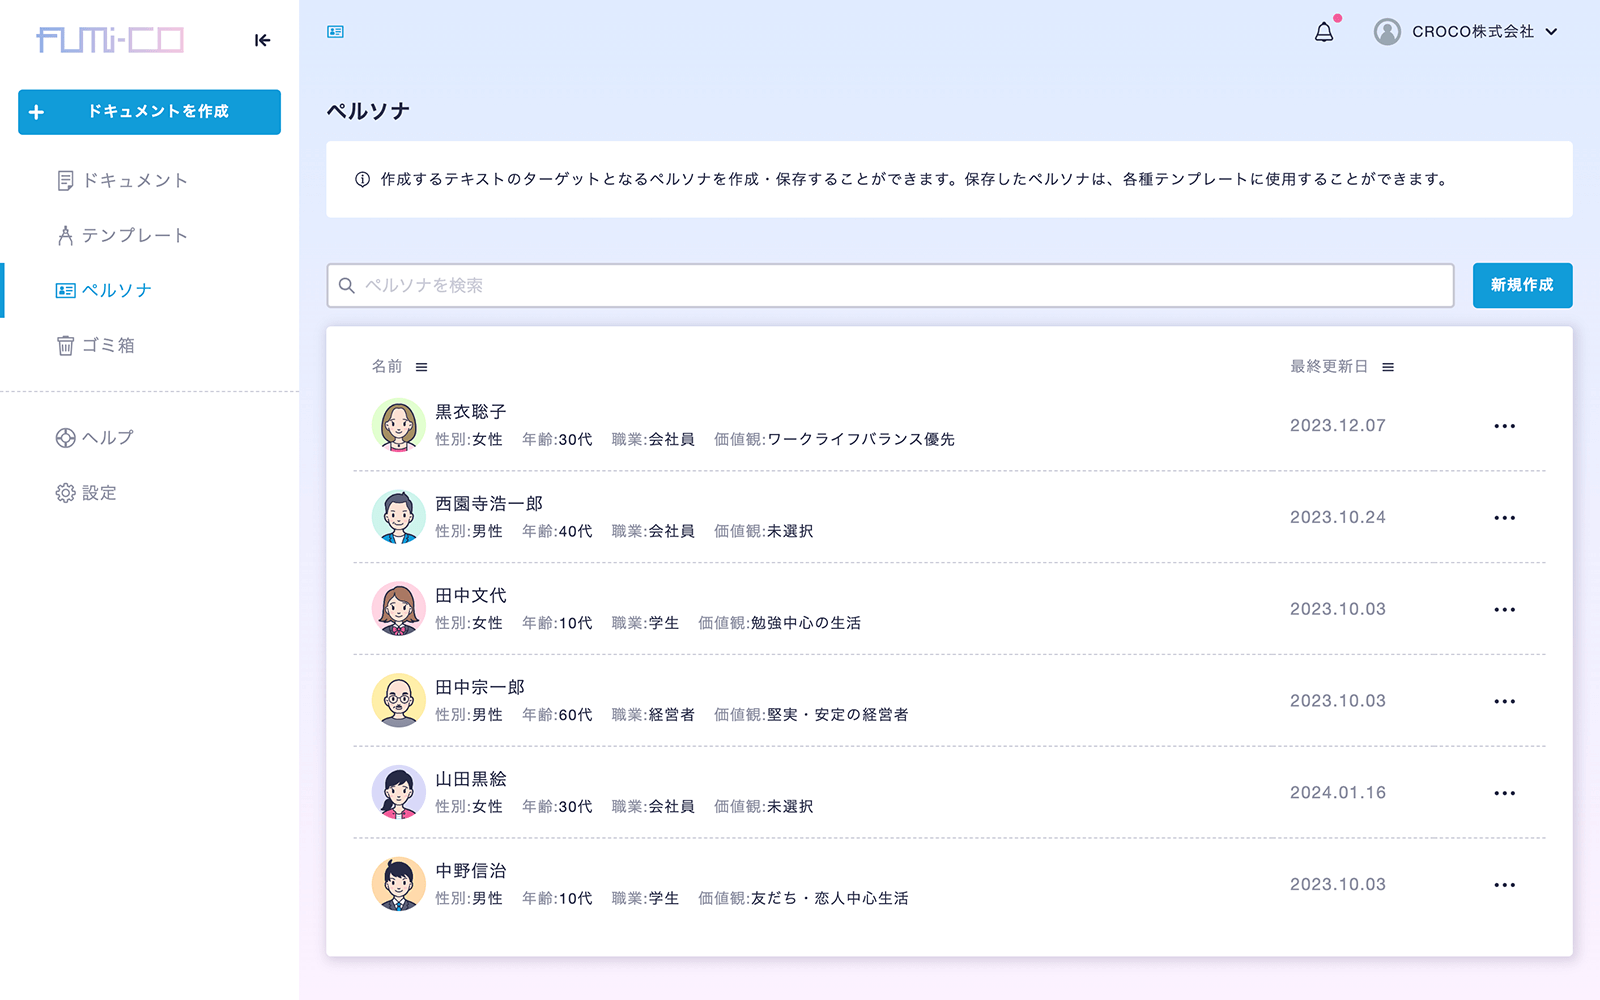 FUMi-CO
ドキュメントを作成
ドキュメント
テンプレート
ペルソナ
ゴミ箱
ヘルプ
設定
CROCO株式会社
ペルソナ
作成するテキストのターゲットとなるペルソナを作成・保存することができます。保存したペルソナは、各種テンプレートに使用することができます。
ペルソナを検索
新規作成
名前 最終更新日
黒衣聡子
性別:女性 年齢:30代 職業:会社員 価値観:ワークライフバランス優先
2023.12.07
西園寺浩一郎
性別:男性 年齢:40代 職業:会社員 価値観:未選択
2023.10.24
田中文代
性別:女性 年齢:10代 職業:学生 価値観:勉強中心の生活
2023.10.03
田中宗一郎
性別:男性 年齢:60代 職業:経営者 価値観:堅実・安定の経営者
2023.10.03
山田黒絵
性別:女性 年齢:30代 職業:会社員 価値観:未選択
2024.01.16
中野信治
性別:男性 年齢:10代 職業:学生 価値観:友だち・恋人中心生活
2023.10.03